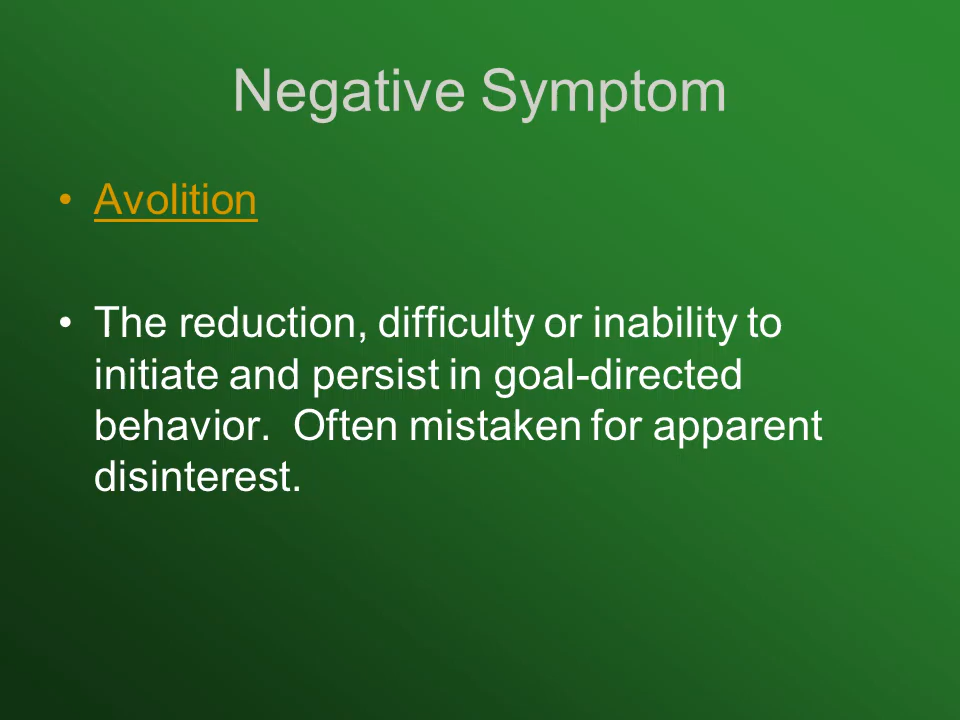 Negative Symptom
• Avolition
• The reduction, difficulty or inability to
initiate and persist in goal-directed
behavior.  Often mistaken for apparent
disinterest.